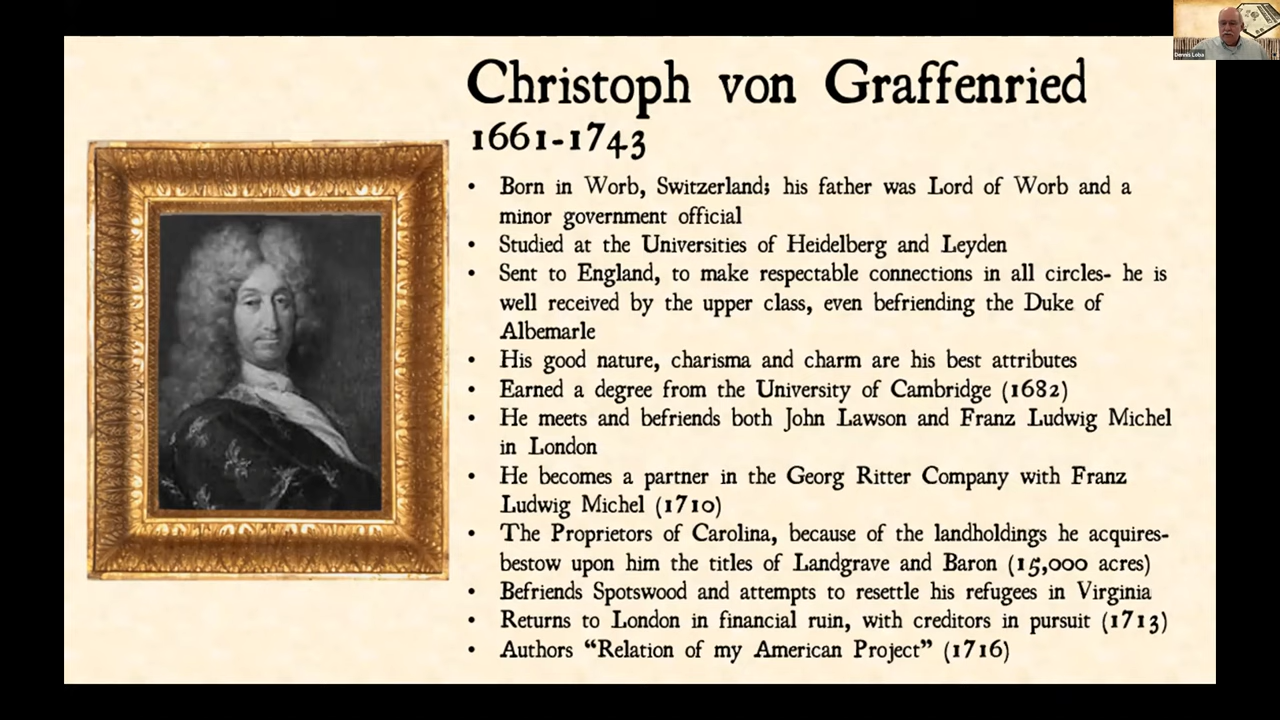 Christoph von Graffenried
1661-1743
• Born in Worb, Switzerland; his father was Lord of Worb and a
minor government official
• Studied at the Universities of Heidelberg and Leyden
• Sent to England, to make respectable connections in all circles- he is
well received by the upper class, even befriending the Duke of
Albemarle
• His good nature, charisma and charm are his best attributes
• Earned a degree from the University of Cambridge (1682)
• He meets and befriends both John Lawson and Franz Ludwig Michel
in London
• He becomes a partner in the Georg Ritter Company with Franz
Ludwig Michel (1710)
• The Proprietors of Carolina, because of the landholdings he acquires-
bestow upon him the titles of Landgrave and Baron (15,000 acres)
• Befriends Spotswood and attempts to resettle his refugees in Virginia
• Returns to London in financial ruin, with creditors in pursuit (1713)
• Authors “Relation of my American Project” (1716)
Dennis Loba